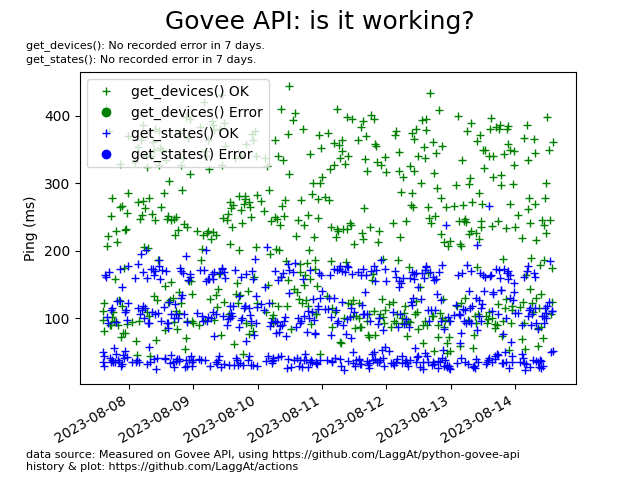 Govee API: is it working?
get_devices(): No recorded error in 7 days.
get_states(): No recorded error in 7 days.
get_devices() OK
get_devices() Error
get_states() OK
get_states() Error
400
300
200
100
Ping (ms)
2023-08-08
2023-08-09
2023-08-10
2023-08-11
2023-08-12
2023-08-13
2023-08-14
data source: Measured on Govee API, using https://github.com/LaggAt/python-govee-api
history & plot: https://github.com/LaggAt/actions